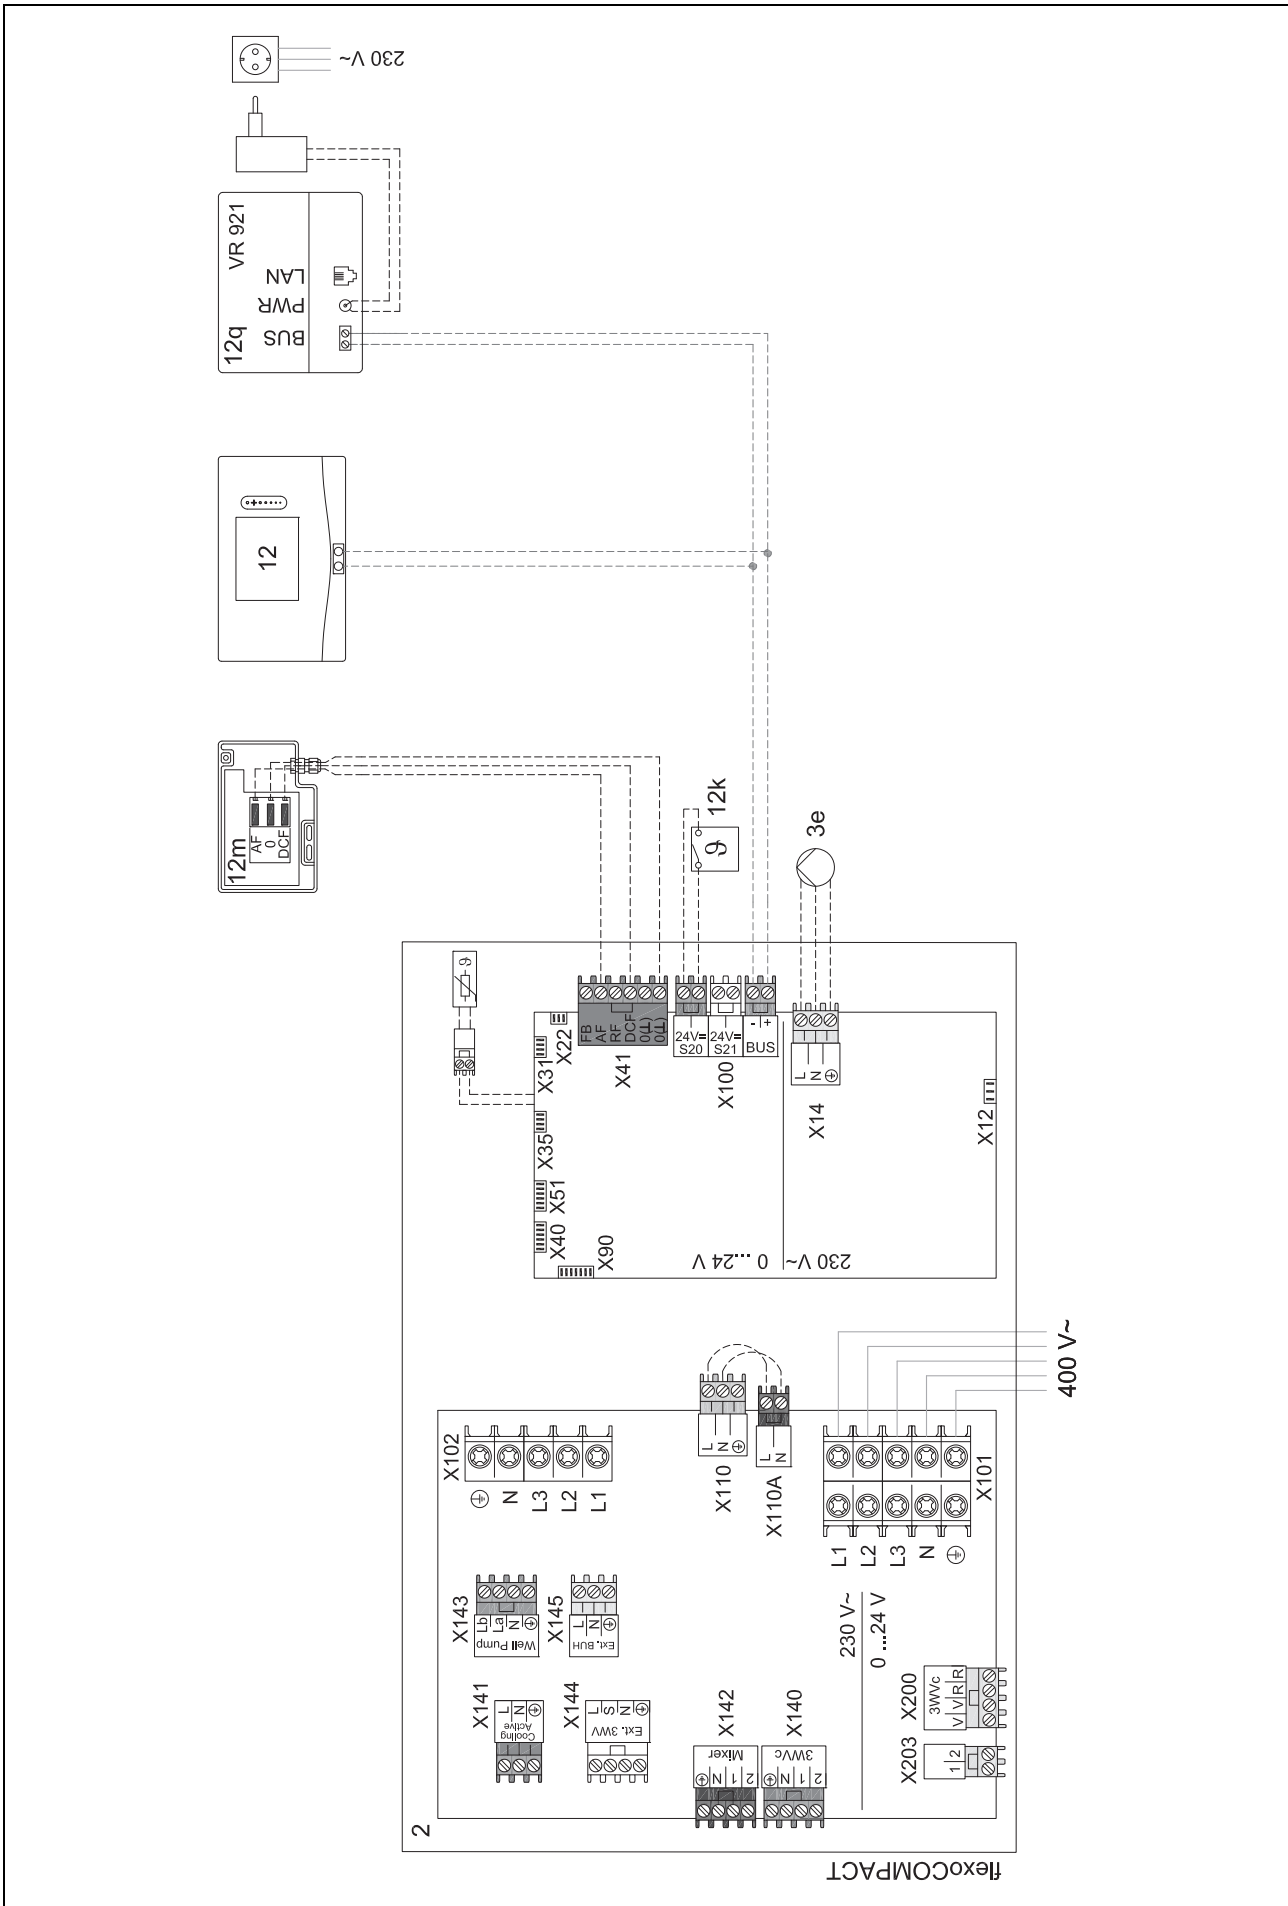 230 V~
VR 921
LAN
PWR
BUS
12q
12
12m
AF
0
DCF
12k
ϑ
3e
ϑ
X22
X31
X35
X51
X40
X90
FB
AF
RF
DCF
0(⊥)
0(⊥)
X41
24V=
S20
24V=
S21
X100
- +
BUS
L
N
X14
X12
0...24 V
230 V~
400 V~
X102
N
L3
L2
L1
L
N
X110
L
N
X110A
X101
L1
L2
L3
N
X143
Lb
La
N
Well Pump
X145
L
N
Ext. BUH
X141
L
N
Cooling
Active
X144
L
S
N
Ext. 3WV
X142
Mixer
N
1
2
X140
3WVc
N
1
2
230 V~
0 ...24 V
X200
3WVc
V V R R
X203
1 2
2
flexoCOMPACT